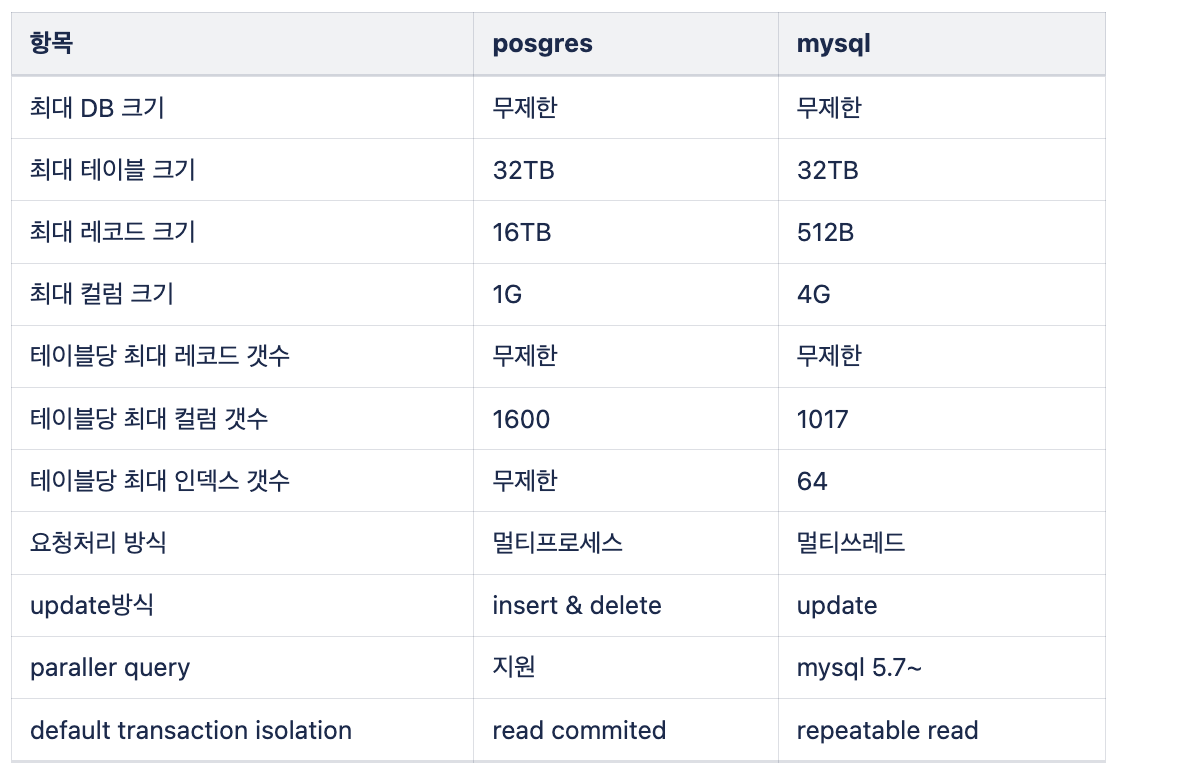 항목 posgres mysql
최대 DB 크기 무제한 무제한
최대 테이블 크기 32TB 32TB
최대 레코드 크기 16TB 512B
최대 컬럼 크기 1G 4G
테이블당 최대 레코드 갯수 무제한 무제한
테이블당 최대 컬럼 갯수 1600 1017
테이블당 최대 인덱스 갯수 무제한 64
요청처리 방식 멀티프로세스 멀티쓰레드
update방식 insert & delete update
paraller query 지원 mysql 5.7~
default transaction isolation read commited repeatable read